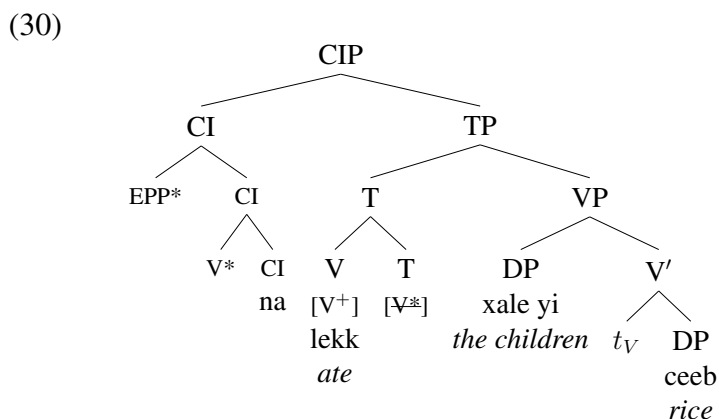 (30)
CIP
CI TP
EPP* CI T VP
V* CI V T DP V′
na [V⁺] [V*] xale yi t_V DP
lekk the children ceeb
ate rice